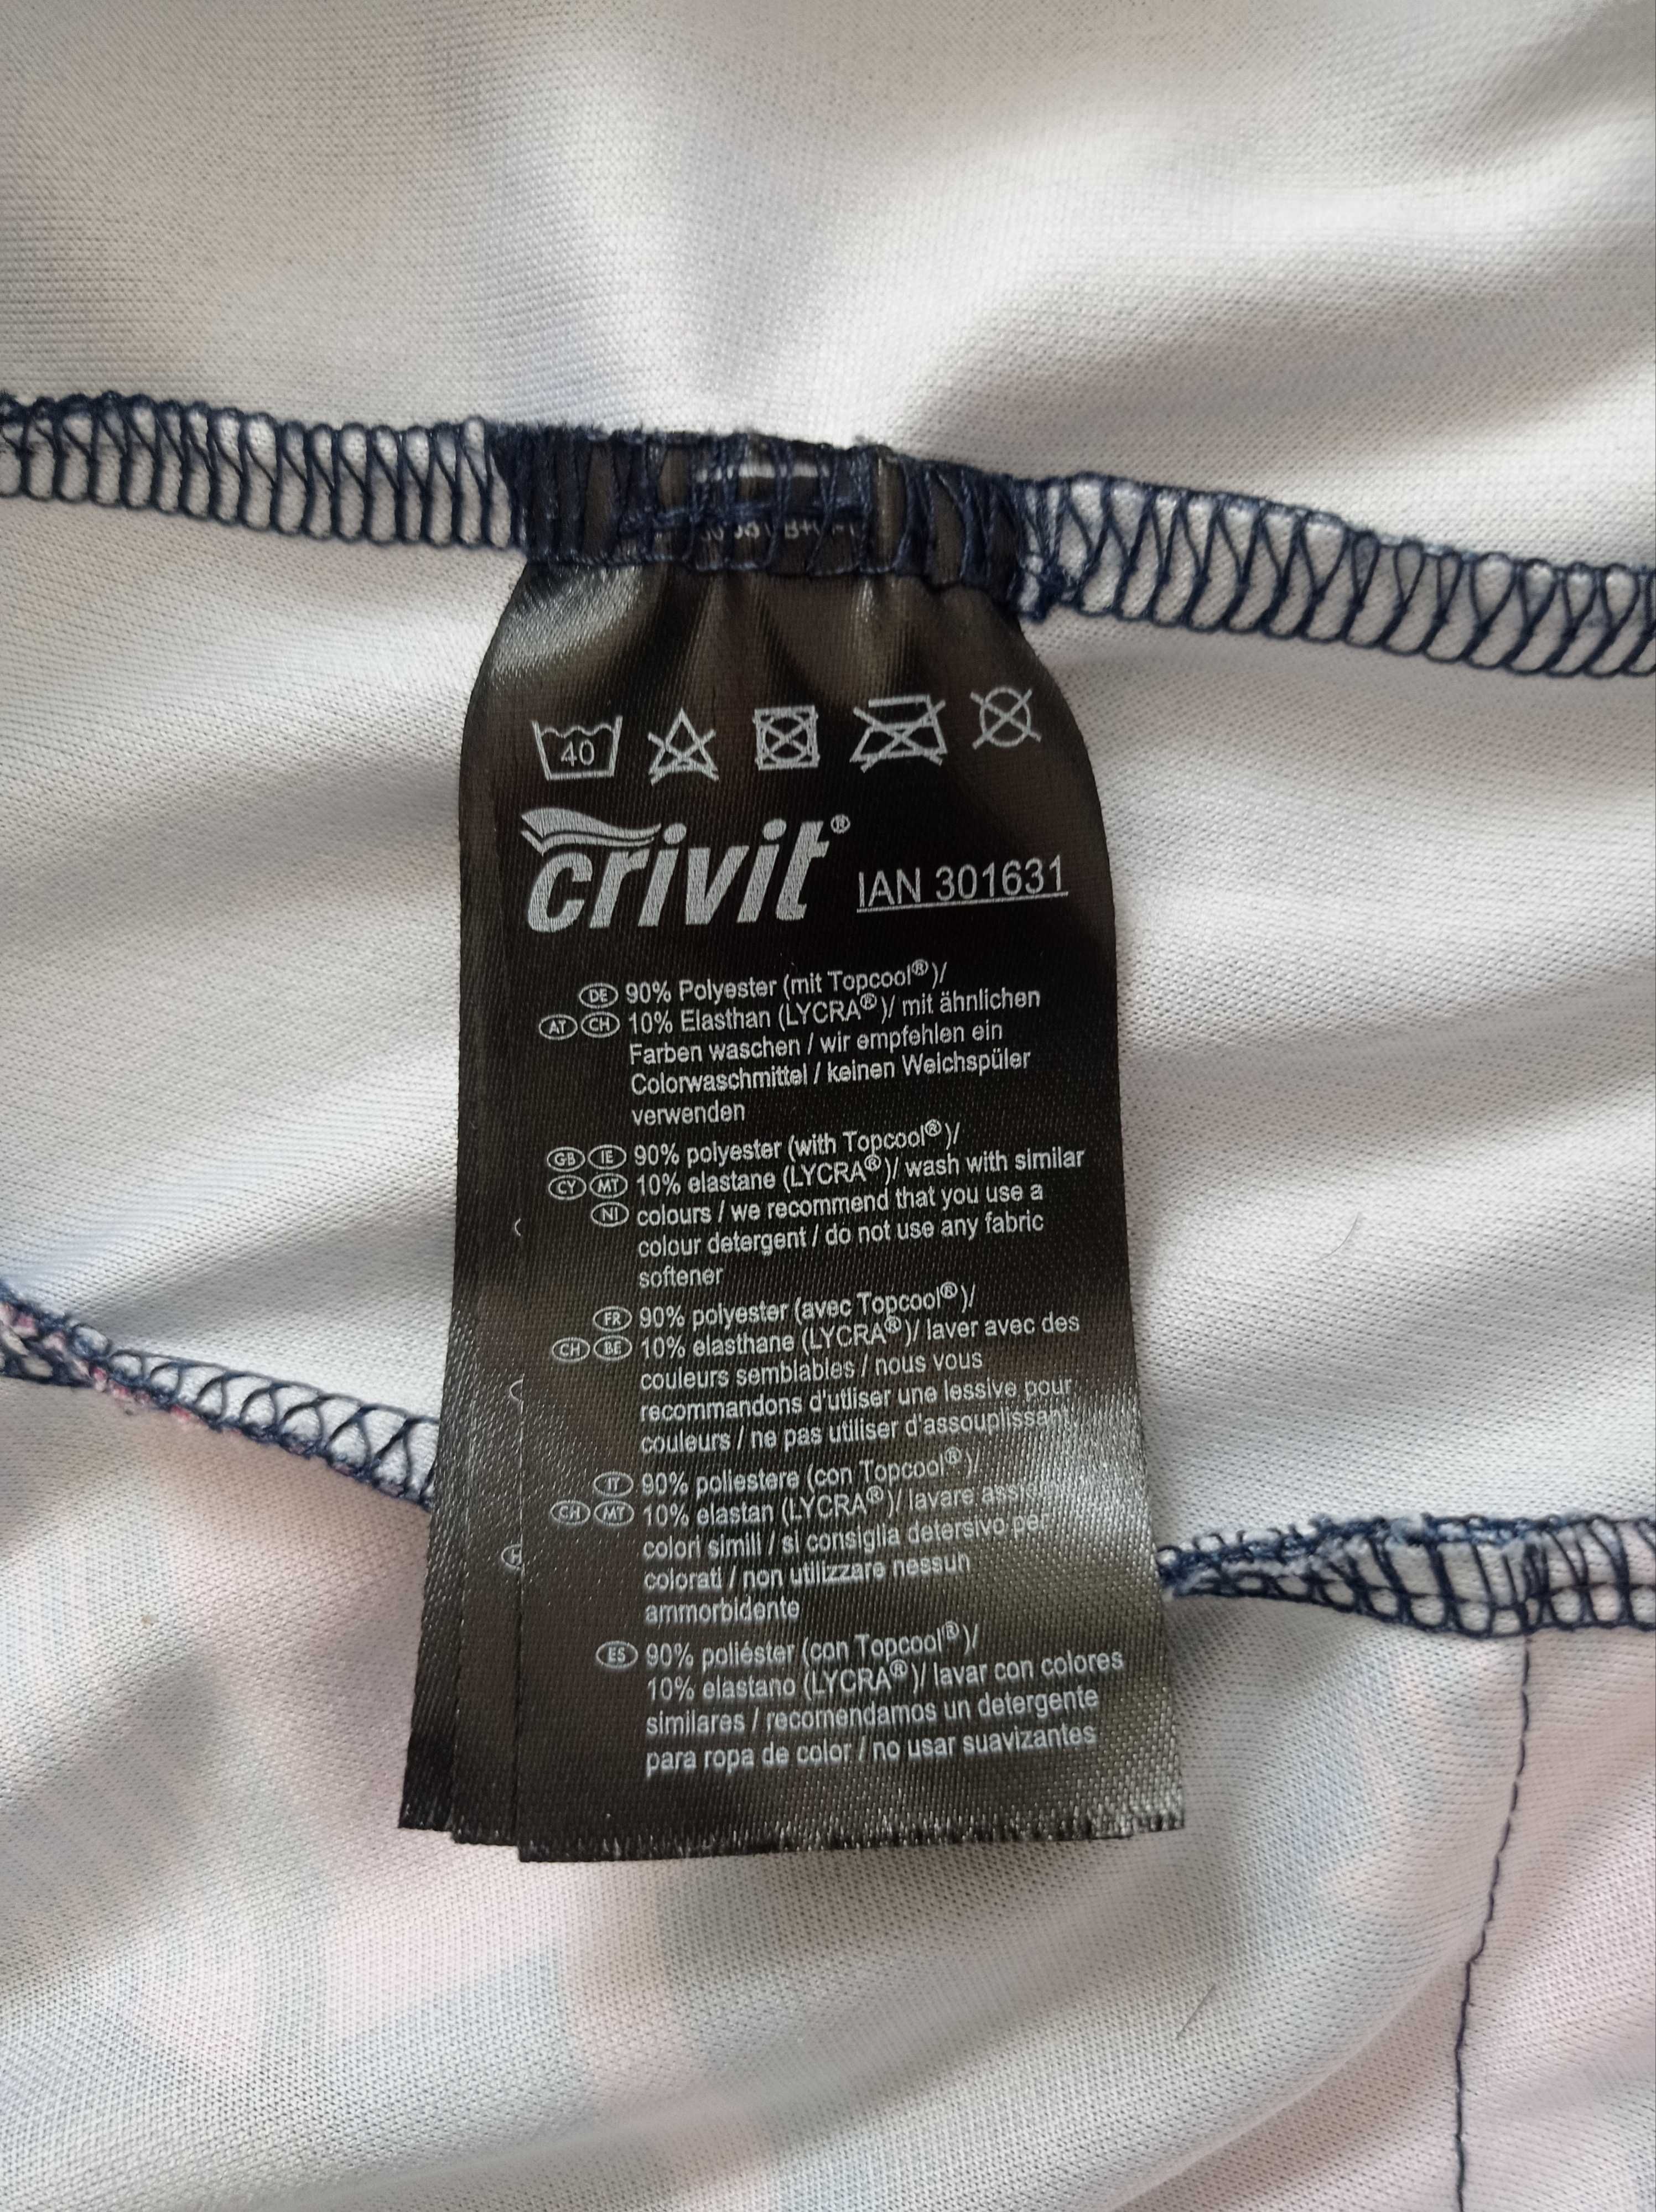 40
crivit®
IAN 301631
DE 90% Polyester (mit Topcool®)/
AT CH 10% Elasthan (LYCRA®)/ mit ähnlichen
Farben waschen / wir empfehlen ein
Colorwaschmittel / keinen Weichspüler
verwenden
GB IE 90% polyester (with Topcool®)/
CY MT 10% elastane (LYCRA®)/ wash with similar
NI colours / we recommend that you use a
colour detergent / do not use any fabric
softener
FR 90% polyester (avec Topcool®)/
CH BE 10% elasthane (LYCRA®)/ laver avec des
couleurs semblables / nous vous
recommandons d'utliser une lessive pour
couleurs / ne pas utiliser d'assouplissant
IT 90% poliestere (con Topcool®)/
CH MT 10% elastan (LYCRA®)/ lavare
colori simili / si consiglia detersivo per
colorati / non utilizzare nessun
ammorbidente
ES 90% poliéster (con Topcool®)/
10% elastano (LYCRA®)/ lavar con colores
similares / recomendamos un detergente
para ropa de color / no usar suavizantes